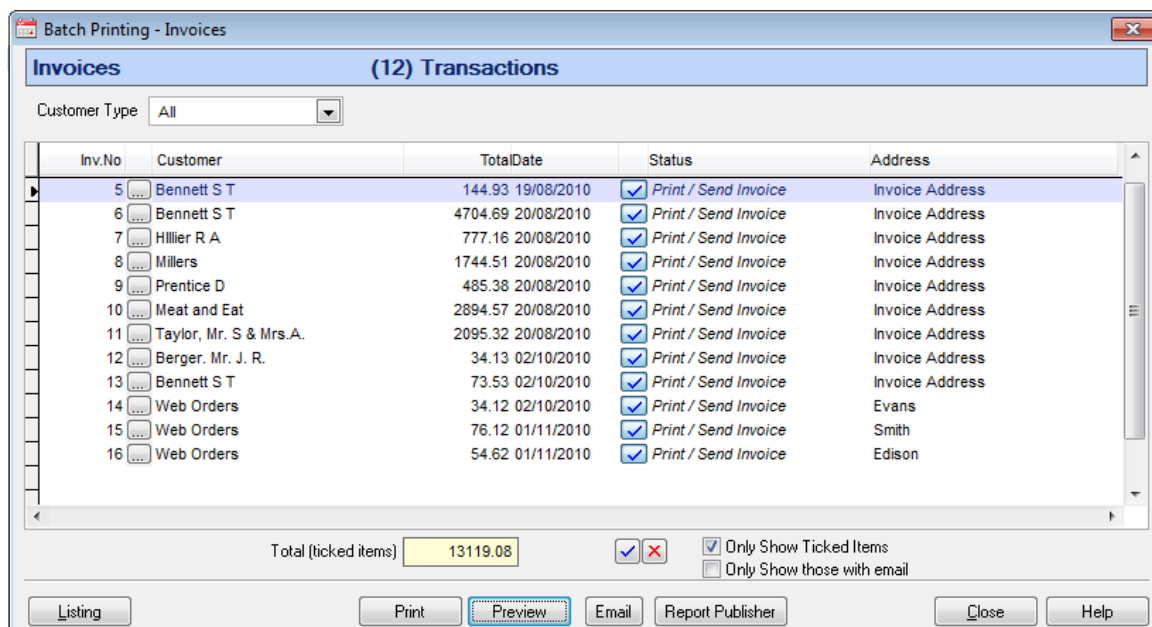 Batch Printing - Invoices
Invoices (12) Transactions
Customer Type All
Inv.No Customer TotalDate Status Address
5 ... Bennett S T 144.93 19/08/2010 Print / Send Invoice Invoice Address
6 ... Bennett S T 4704.69 20/08/2010 Print / Send Invoice Invoice Address
7 ... HIllier R A 777.16 20/08/2010 Print / Send Invoice Invoice Address
8 ... Millers 1744.51 20/08/2010 Print / Send Invoice Invoice Address
9 ... Prentice D 485.38 20/08/2010 Print / Send Invoice Invoice Address
10 ... Meat and Eat 2894.57 20/08/2010 Print / Send Invoice Invoice Address
11 ... Taylor, Mr. S & Mrs.A. 2095.32 20/08/2010 Print / Send Invoice Invoice Address
12 ... Berger. Mr. J. R. 34.13 02/10/2010 Print / Send Invoice Invoice Address
13 ... Bennett S T 73.53 02/10/2010 Print / Send Invoice Invoice Address
14 ... Web Orders 34.12 02/10/2010 Print / Send Invoice Evans
15 ... Web Orders 76.12 01/11/2010 Print / Send Invoice Smith
16 ... Web Orders 54.62 01/11/2010 Print / Send Invoice Edison
Total (ticked items) 13119.08 Only Show Ticked Items
Only Show those with email
Listing Print Preview Email Report Publisher Close Help